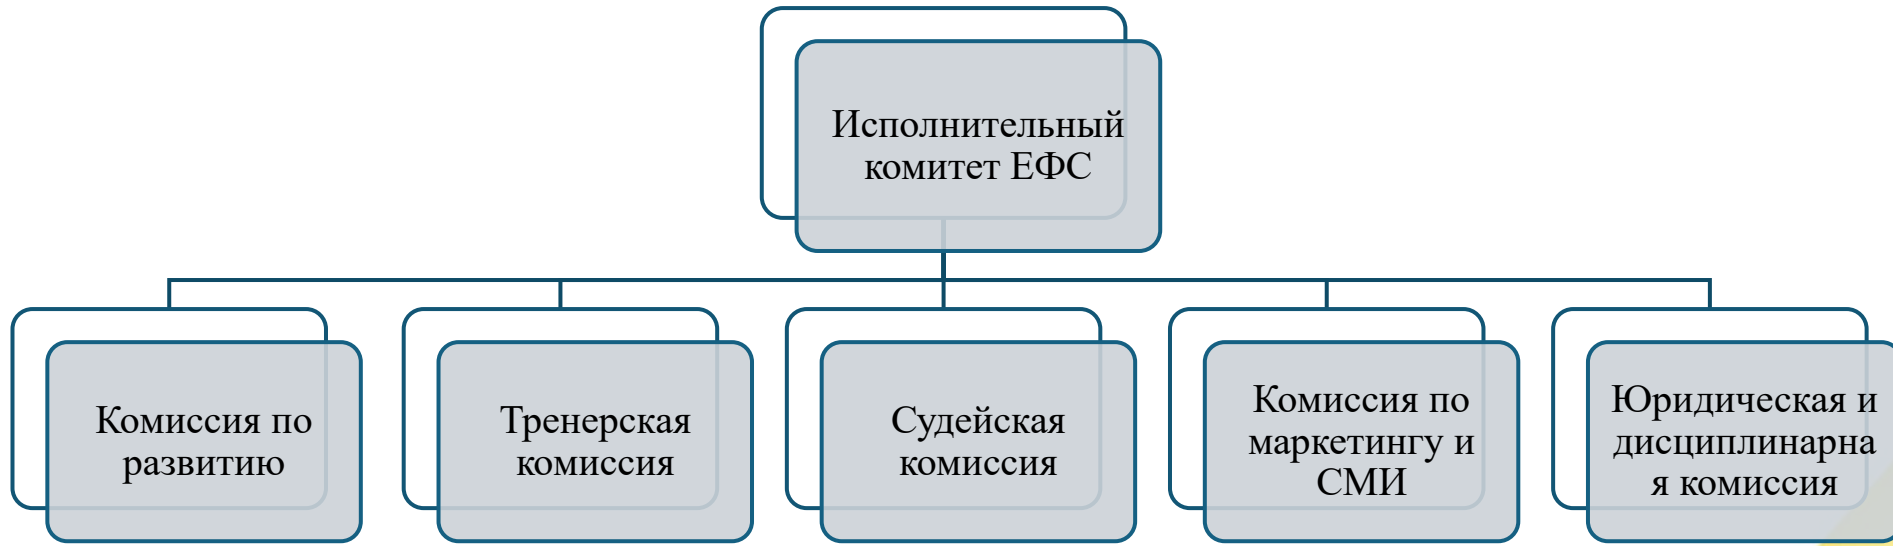 Исполнительный
комитет ЕФС
Комиссия по
развитию
Тренерская
комиссия
Судейская
комиссия
Комиссия по
маркетингу и
СМИ
Юридическая и
дисциплинарна
я комиссия